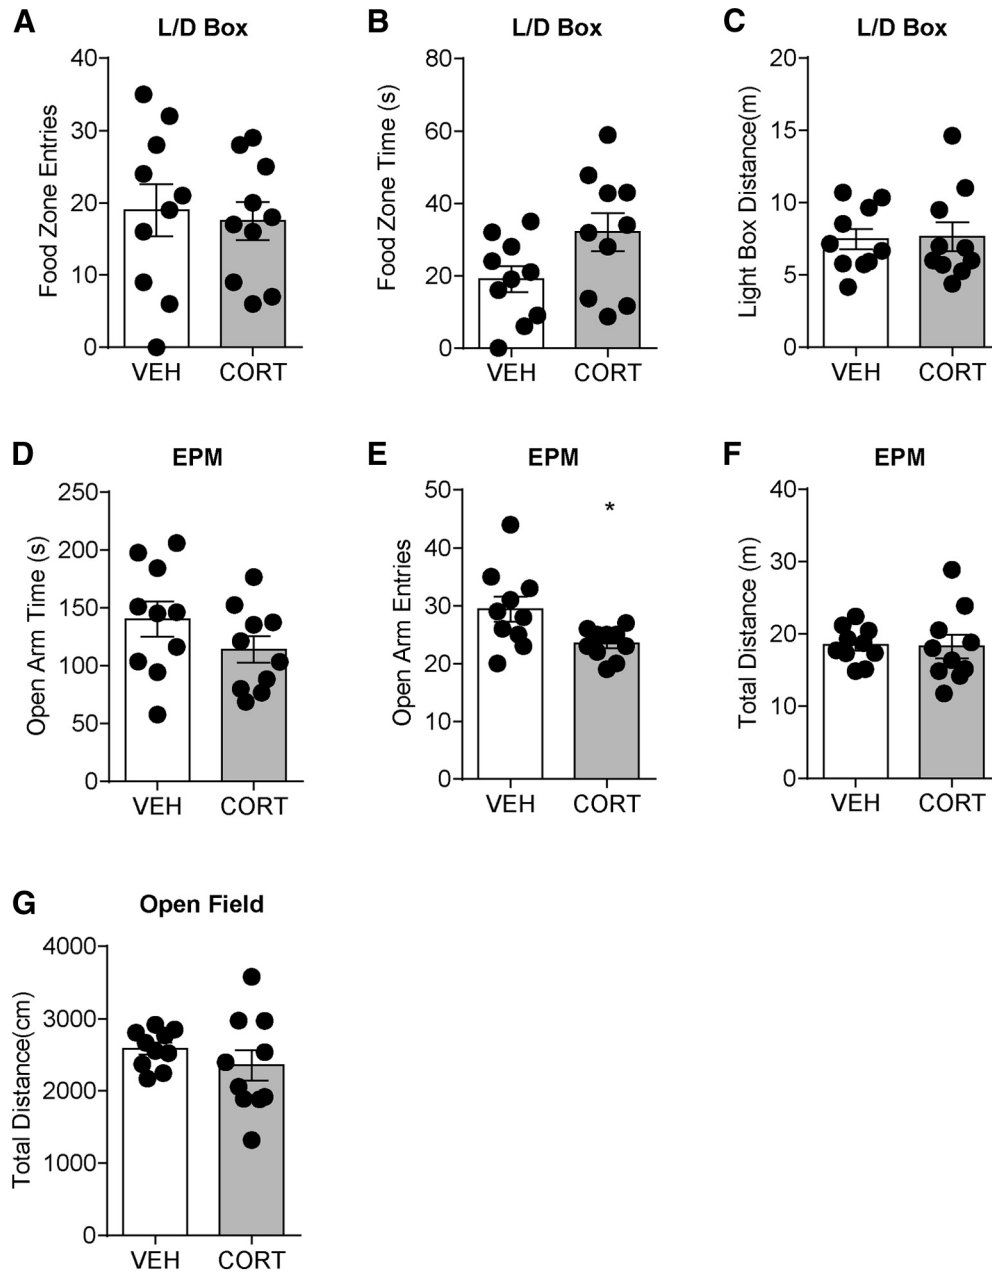 A
L/D Box
Food Zone Entries
40
30
20
10
0
VEH
CORT
B
L/D Box
Food Zone Time (s)
80
60
40
20
0
VEH
CORT
C
L/D Box
Light Box Distance(m)
20
15
10
5
0
VEH
CORT
D
EPM
Open Arm Time (s)
250
200
150
100
50
0
VEH
CORT
E
EPM
Open Arm Entries
50
40
30
20
10
0
*
VEH
CORT
F
EPM
Total Distance (m)
40
30
20
10
0
VEH
CORT
G
Open Field
Total Distance(cm)
4000
3000
2000
1000
0
VEH
CORT